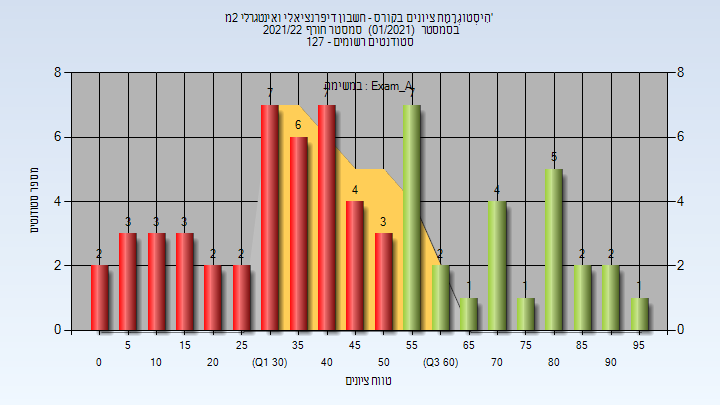 היסטוגרמת ציונים בקורס - חשבון דיפרנציאלי ואינטגרלי 2מ'
בסמסטר (01/2021) סמסטר חורף 2021/22
סטודנטים רשומים - 127
במשימת : Exam_A
8 8
6 6
4 4
2 2
0 0
מספר סטודנטים
2 3 3 3 2 2 7 6 7 4 3 7 2 1 4 1 5 2 2 1
5 15 25 35 45 55 65 75 85 95
0 10 20 (Q1 30) 40 50 (Q3 60) 70 80 90
טווח ציונים